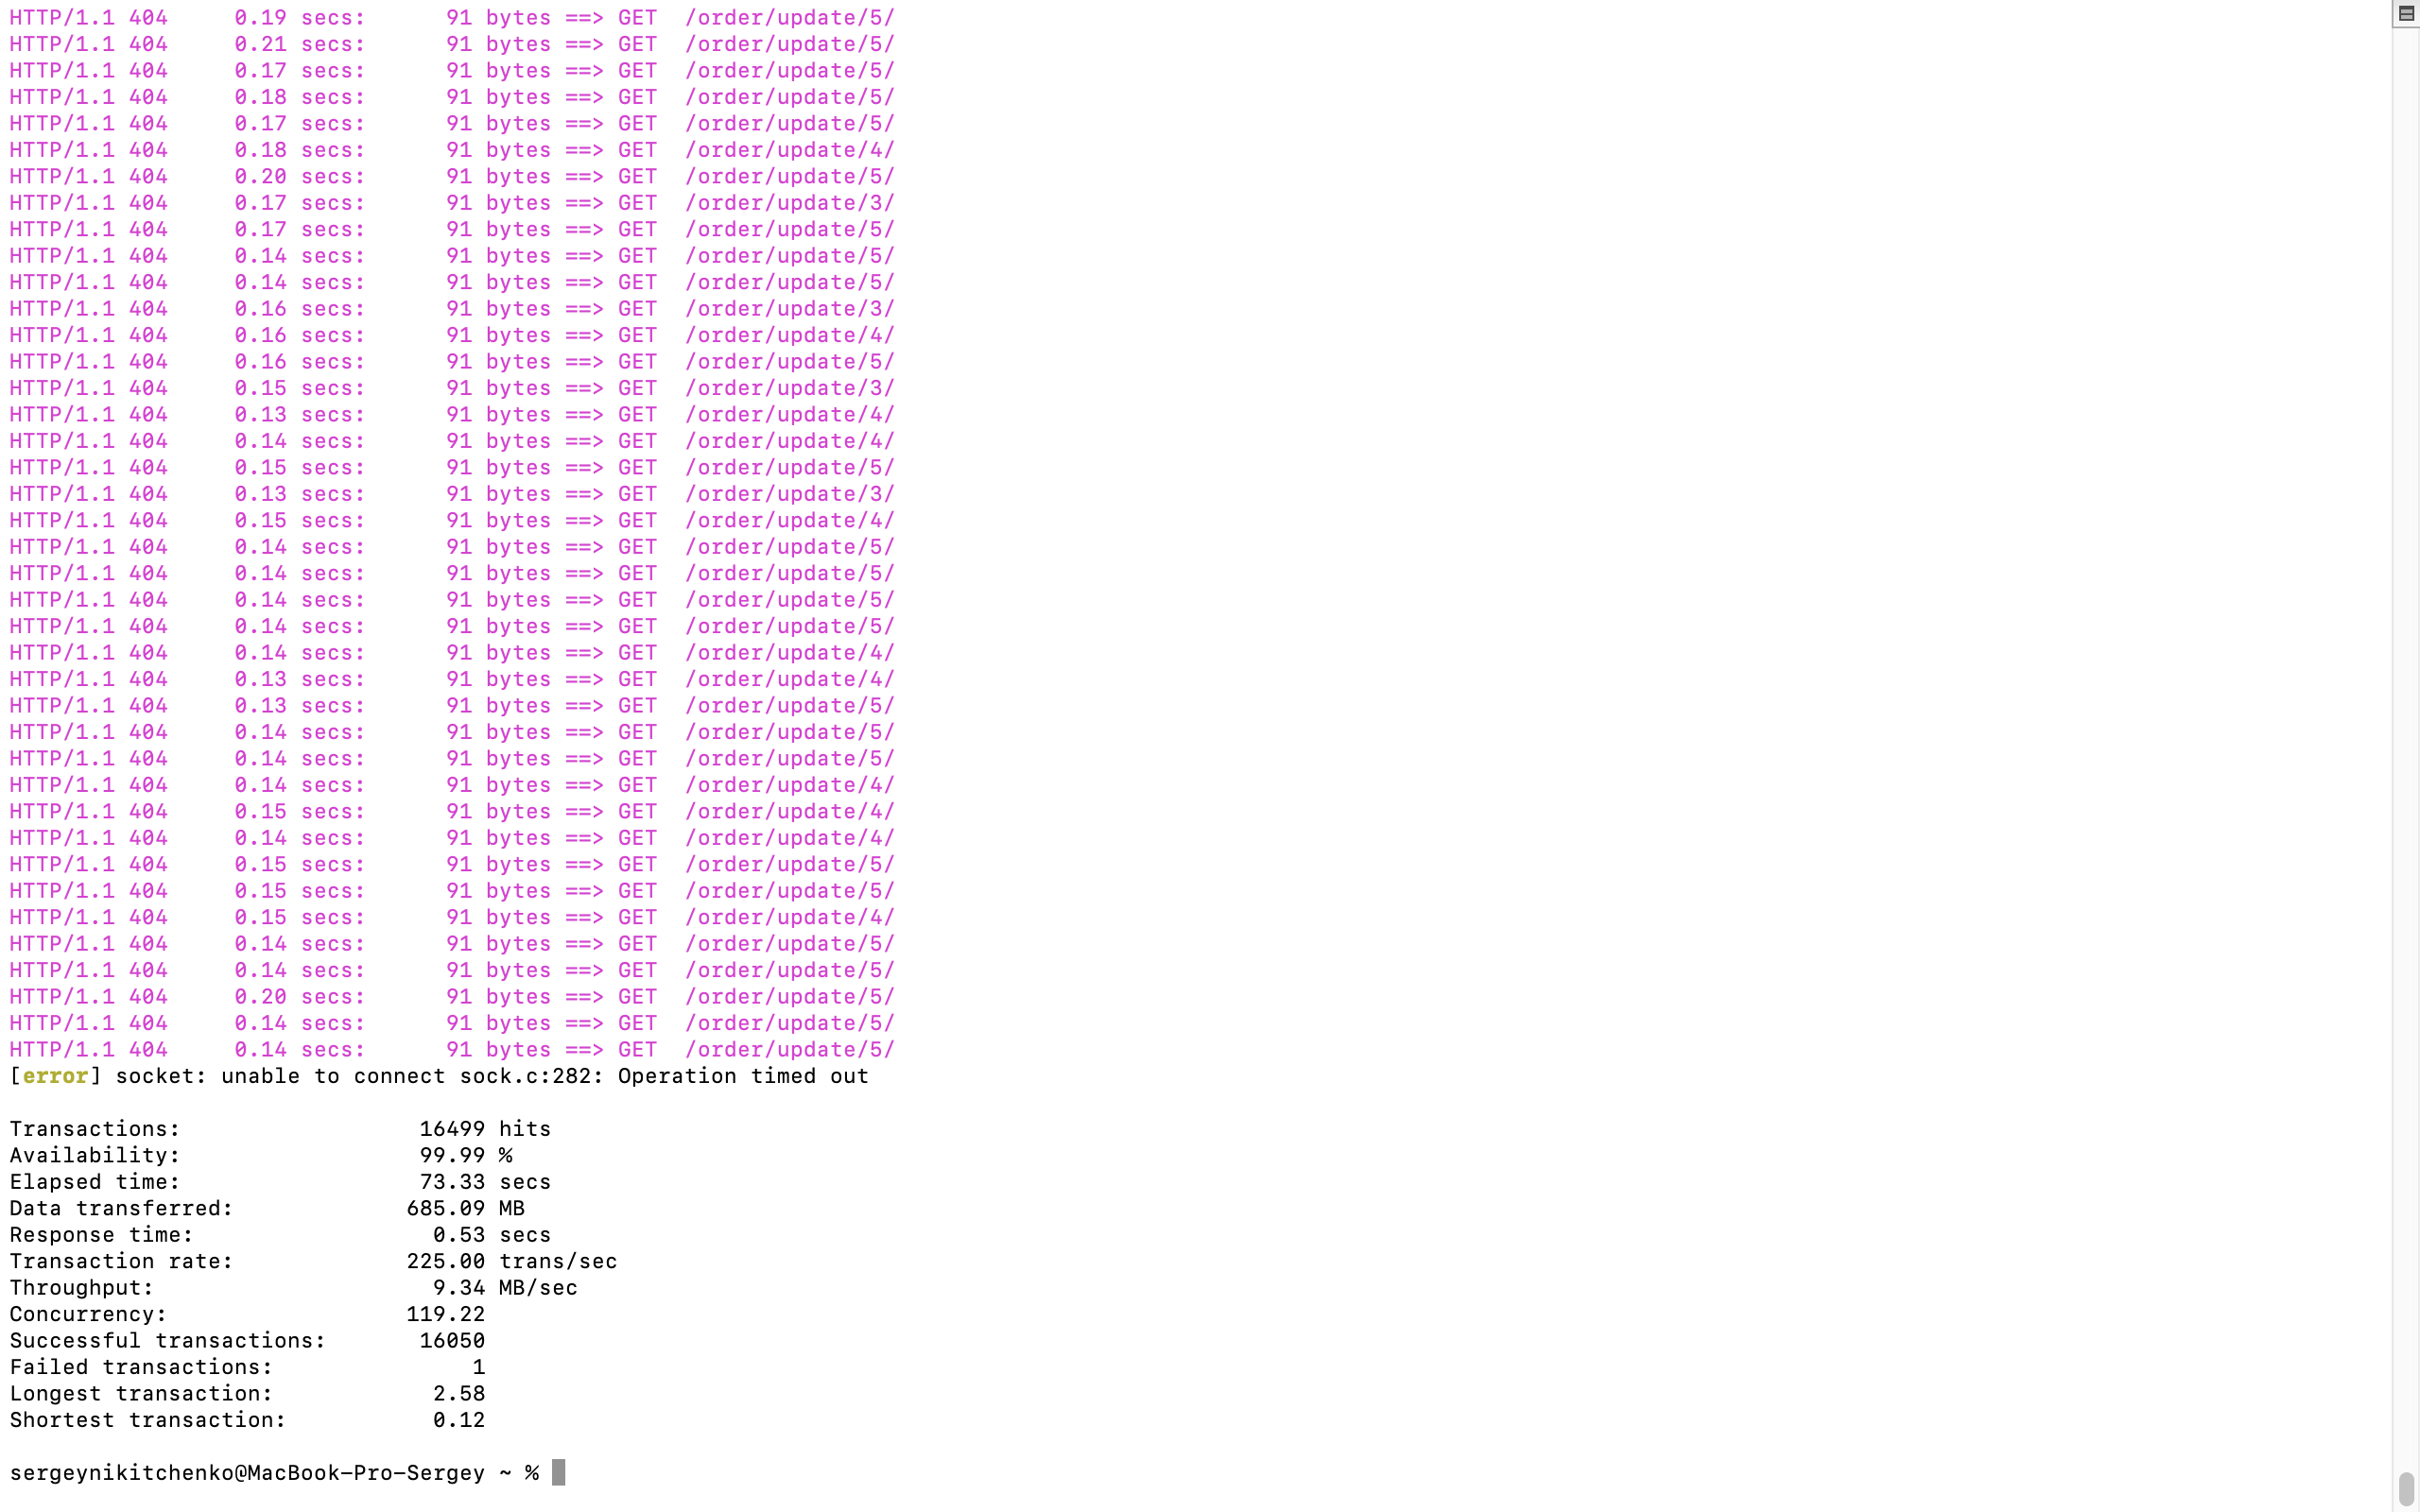 HTTP/1.1 404     0.19 secs:      91 bytes ==> GET  /order/update/5/
HTTP/1.1 404     0.21 secs:      91 bytes ==> GET  /order/update/5/
HTTP/1.1 404     0.17 secs:      91 bytes ==> GET  /order/update/5/
HTTP/1.1 404     0.18 secs:      91 bytes ==> GET  /order/update/5/
HTTP/1.1 404     0.17 secs:      91 bytes ==> GET  /order/update/5/
HTTP/1.1 404     0.18 secs:      91 bytes ==> GET  /order/update/4/
HTTP/1.1 404     0.20 secs:      91 bytes ==> GET  /order/update/5/
HTTP/1.1 404     0.17 secs:      91 bytes ==> GET  /order/update/3/
HTTP/1.1 404     0.17 secs:      91 bytes ==> GET  /order/update/5/
HTTP/1.1 404     0.14 secs:      91 bytes ==> GET  /order/update/5/
HTTP/1.1 404     0.14 secs:      91 bytes ==> GET  /order/update/5/
HTTP/1.1 404     0.16 secs:      91 bytes ==> GET  /order/update/3/
HTTP/1.1 404     0.16 secs:      91 bytes ==> GET  /order/update/4/
HTTP/1.1 404     0.16 secs:      91 bytes ==> GET  /order/update/5/
HTTP/1.1 404     0.15 secs:      91 bytes ==> GET  /order/update/3/
HTTP/1.1 404     0.13 secs:      91 bytes ==> GET  /order/update/4/
HTTP/1.1 404     0.14 secs:      91 bytes ==> GET  /order/update/4/
HTTP/1.1 404     0.15 secs:      91 bytes ==> GET  /order/update/5/
HTTP/1.1 404     0.13 secs:      91 bytes ==> GET  /order/update/3/
HTTP/1.1 404     0.15 secs:      91 bytes ==> GET  /order/update/4/
HTTP/1.1 404     0.14 secs:      91 bytes ==> GET  /order/update/5/
HTTP/1.1 404     0.14 secs:      91 bytes ==> GET  /order/update/5/
HTTP/1.1 404     0.14 secs:      91 bytes ==> GET  /order/update/5/
HTTP/1.1 404     0.14 secs:      91 bytes ==> GET  /order/update/5/
HTTP/1.1 404     0.14 secs:      91 bytes ==> GET  /order/update/4/
HTTP/1.1 404     0.13 secs:      91 bytes ==> GET  /order/update/4/
HTTP/1.1 404     0.13 secs:      91 bytes ==> GET  /order/update/5/
HTTP/1.1 404     0.14 secs:      91 bytes ==> GET  /order/update/5/
HTTP/1.1 404     0.14 secs:      91 bytes ==> GET  /order/update/5/
HTTP/1.1 404     0.14 secs:      91 bytes ==> GET  /order/update/4/
HTTP/1.1 404     0.15 secs:      91 bytes ==> GET  /order/update/4/
HTTP/1.1 404     0.14 secs:      91 bytes ==> GET  /order/update/4/
HTTP/1.1 404     0.15 secs:      91 bytes ==> GET  /order/update/5/
HTTP/1.1 404     0.15 secs:      91 bytes ==> GET  /order/update/5/
HTTP/1.1 404     0.15 secs:      91 bytes ==> GET  /order/update/4/
HTTP/1.1 404     0.14 secs:      91 bytes ==> GET  /order/update/5/
HTTP/1.1 404     0.14 secs:      91 bytes ==> GET  /order/update/5/
HTTP/1.1 404     0.20 secs:      91 bytes ==> GET  /order/update/5/
HTTP/1.1 404     0.14 secs:      91 bytes ==> GET  /order/update/5/
HTTP/1.1 404     0.14 secs:      91 bytes ==> GET  /order/update/5/
[error] socket: unable to connect sock.c:282: Operation timed out
Transactions:                  16499 hits
Availability:                  99.99 %
Elapsed time:                  73.33 secs
Data transferred:             685.09 MB
Response time:                  0.53 secs
Transaction rate:             225.00 trans/sec
Throughput:                     9.34 MB/sec
Concurrency:                  119.22
Successful transactions:       16050
Failed transactions:               1
Longest transaction:            2.58
Shortest transaction:           0.12
sergeynikitchenko@MacBook-Pro-Sergey ~ %